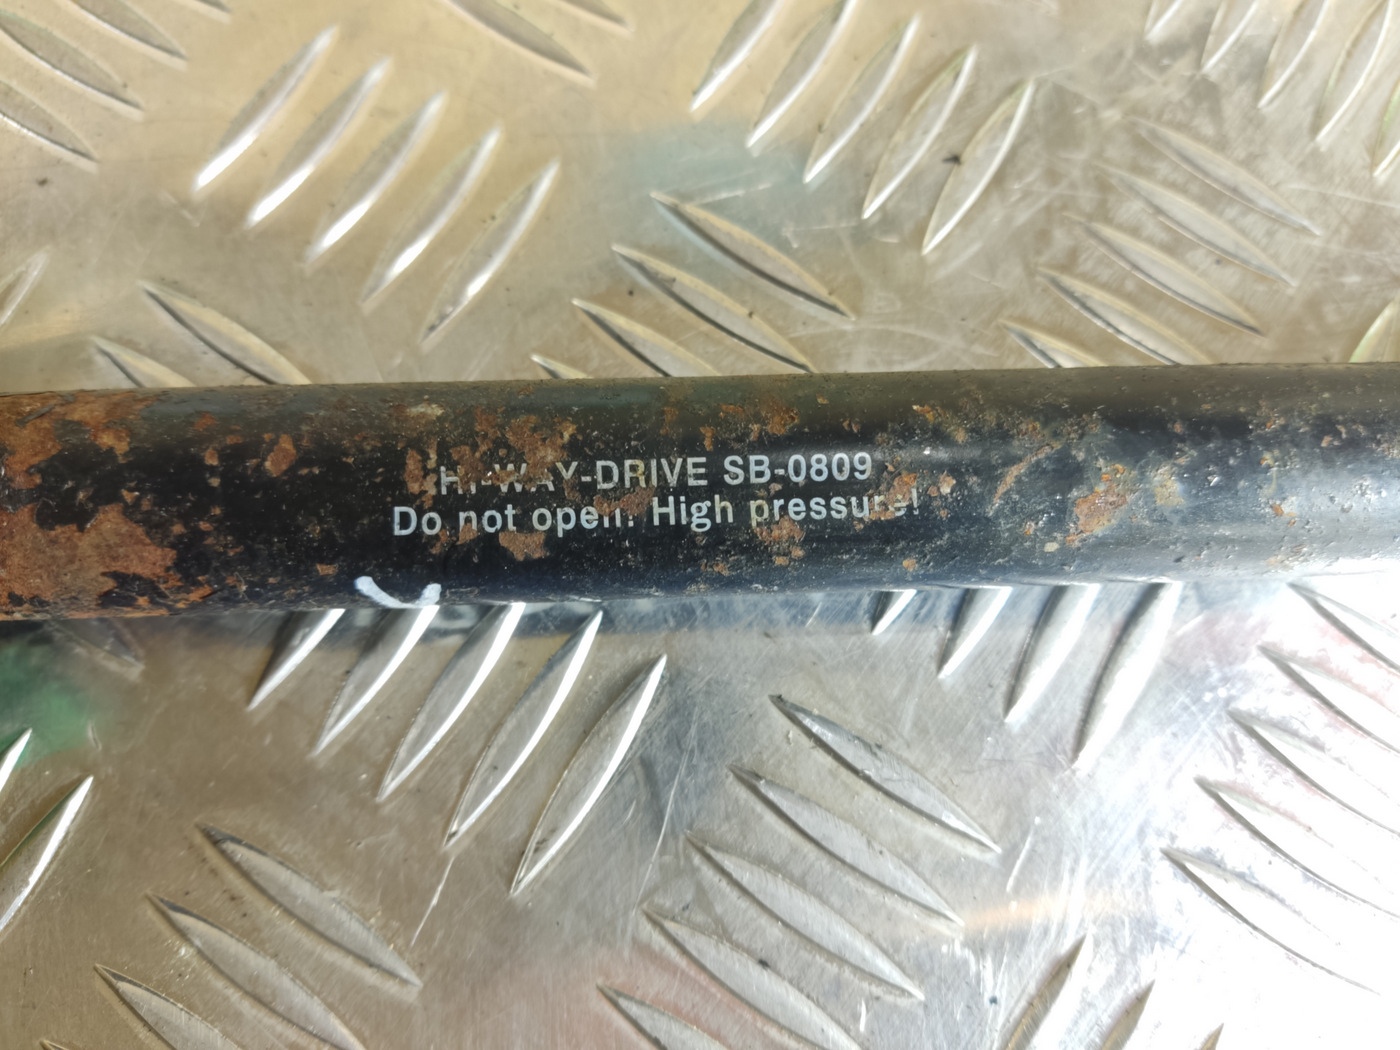 HI-WAY-DRIVE SB-0809
Do not open! High pressure!